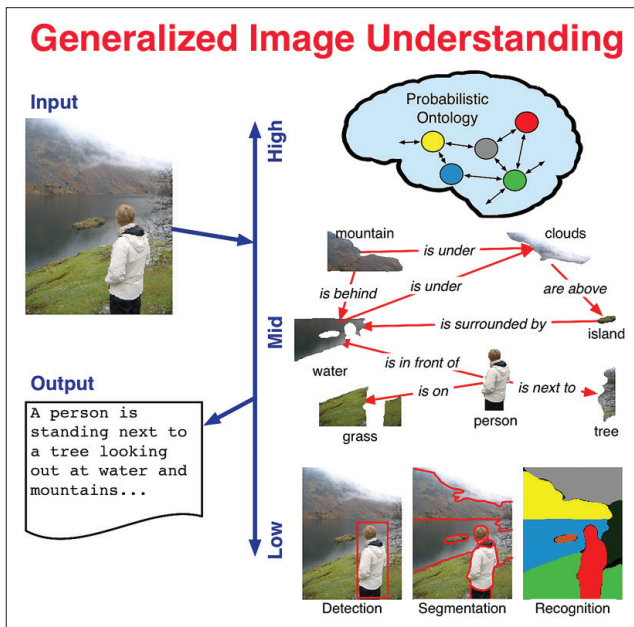 Generalized Image Understanding
Input
High
Probabilistic
Ontology
mountain
clouds
is under
is behind
is under
are above
Mid
is surrounded by
island
water
is in front of
is on
is next to
grass
person
tree
Output
A person is
standing next to
a tree looking
out at water and
mountains...
Low
Detection
Segmentation
Recognition